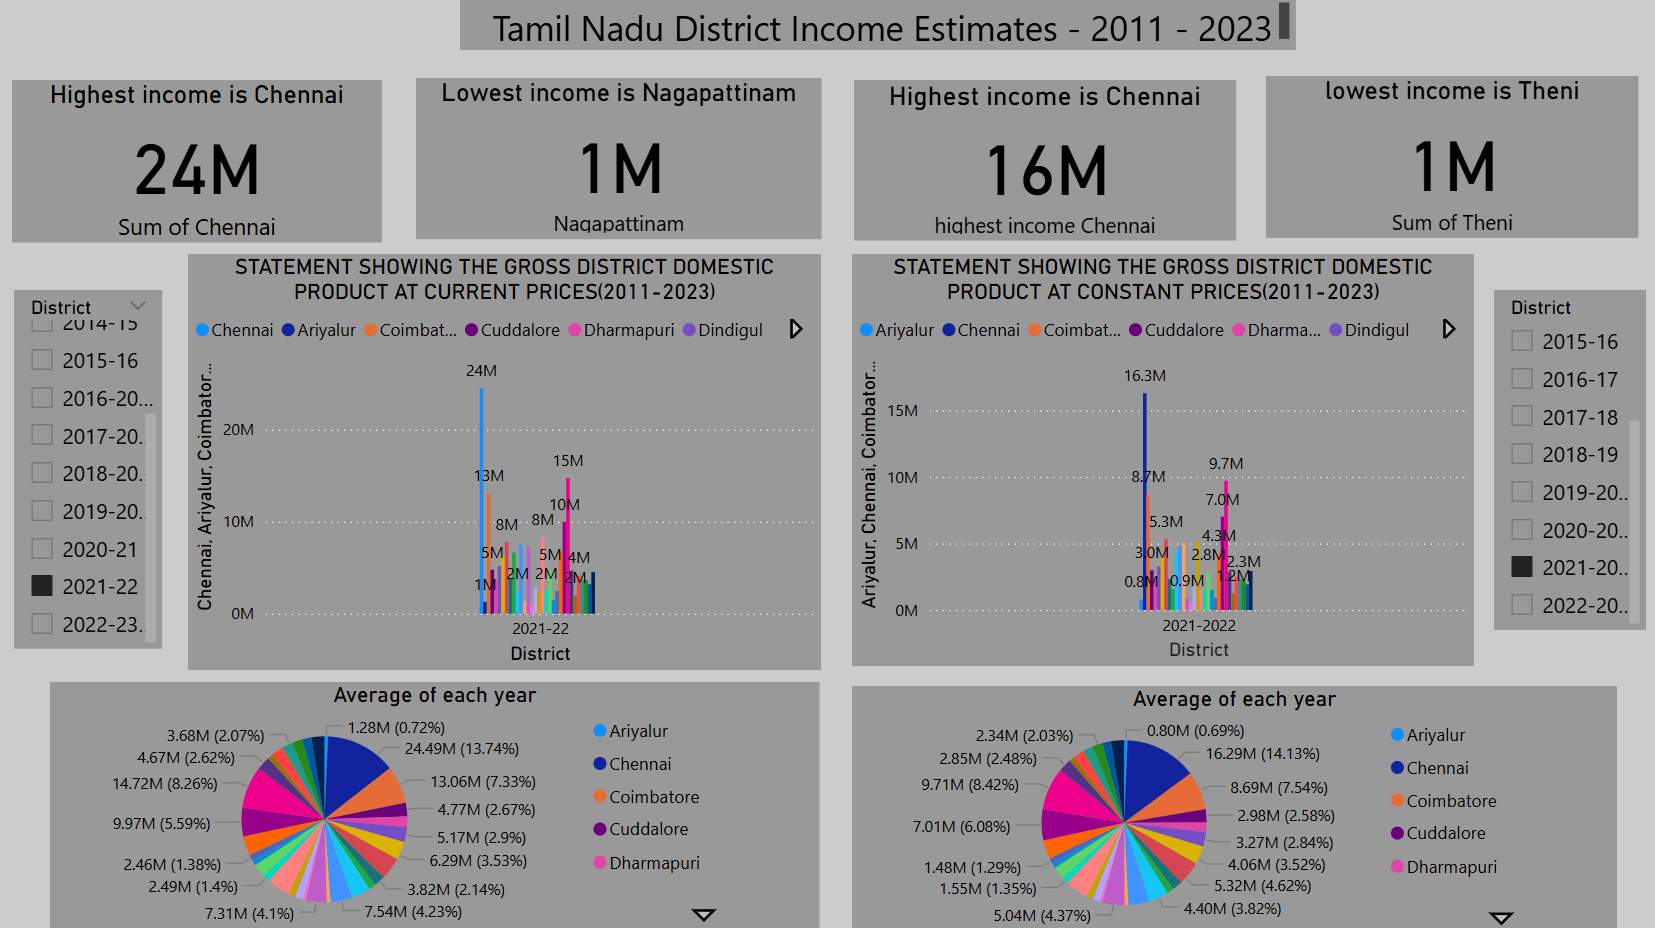 Tamil Nadu District Income Estimates - 2011 - 2023
Highest income is Chennai
24M
Sum of Chennai
Lowest income is Nagapattinam
1M
Nagapattinam
Highest income is Chennai
16M
highest income Chennai
lowest income is Theni
1M
Sum of Theni
District
2014-15
2015-16
2016-20...
2017-20..
2018-20..
2019-20..
2020-21
2021-22
2022-23..
STATEMENT SHOWING THE GROSS DISTRICT DOMESTIC
PRODUCT AT CURRENT PRICES(2011-2023)
Chennai Ariyalur Coimbat... Cuddalore Dharmapuri Dindigul
Chennai, Ariyalur, Coimbator...
24M
20M
15M
13M
10M
10M
8M
8M
5M
5M
4M
2M
2M
2M
1M
0M
2021-22
District
STATEMENT SHOWING THE GROSS DISTRICT DOMESTIC
PRODUCT AT CONSTANT PRICES(2011-2023)
Ariyalur Chennai Coimbat... Cuddalore Dharma... Dindigul
Ariyalur, Chennai, Coimbator...
16.3M
15M
10M
9.7M
8.7M
7.0M
5.3M
5M
4.3M
3.0M
2.8M
2.3M
1.2M
0.8M
0.9M
0M
2021-2022
District
District
2015-16
2016-17
2017-18
2018-19
2019-20..
2020-20..
2021-20..
2022-20..
Average of each year
1.28M (0.72%)
24.49M (13.74%)
13.06M (7.33%)
4.77M (2.67%)
5.17M (2.9%)
6.29M (3.53%)
3.82M (2.14%)
7.54M (4.23%)
7.31M (4.1%)
2.49M (1.4%)
2.46M (1.38%)
9.97M (5.59%)
14.72M (8.26%)
4.67M (2.62%)
3.68M (2.07%)
Ariyalur
Chennai
Coimbatore
Cuddalore
Dharmapuri
Average of each year
0.80M (0.69%)
16.29M (14.13%)
8.69M (7.54%)
2.98M (2.58%)
3.27M (2.84%)
4.06M (3.52%)
5.32M (4.62%)
4.40M (3.82%)
5.04M (4.37%)
1.55M (1.35%)
1.48M (1.29%)
7.01M (6.08%)
9.71M (8.42%)
2.85M (2.48%)
2.34M (2.03%)
Ariyalur
Chennai
Coimbatore
Cuddalore
Dharmapuri